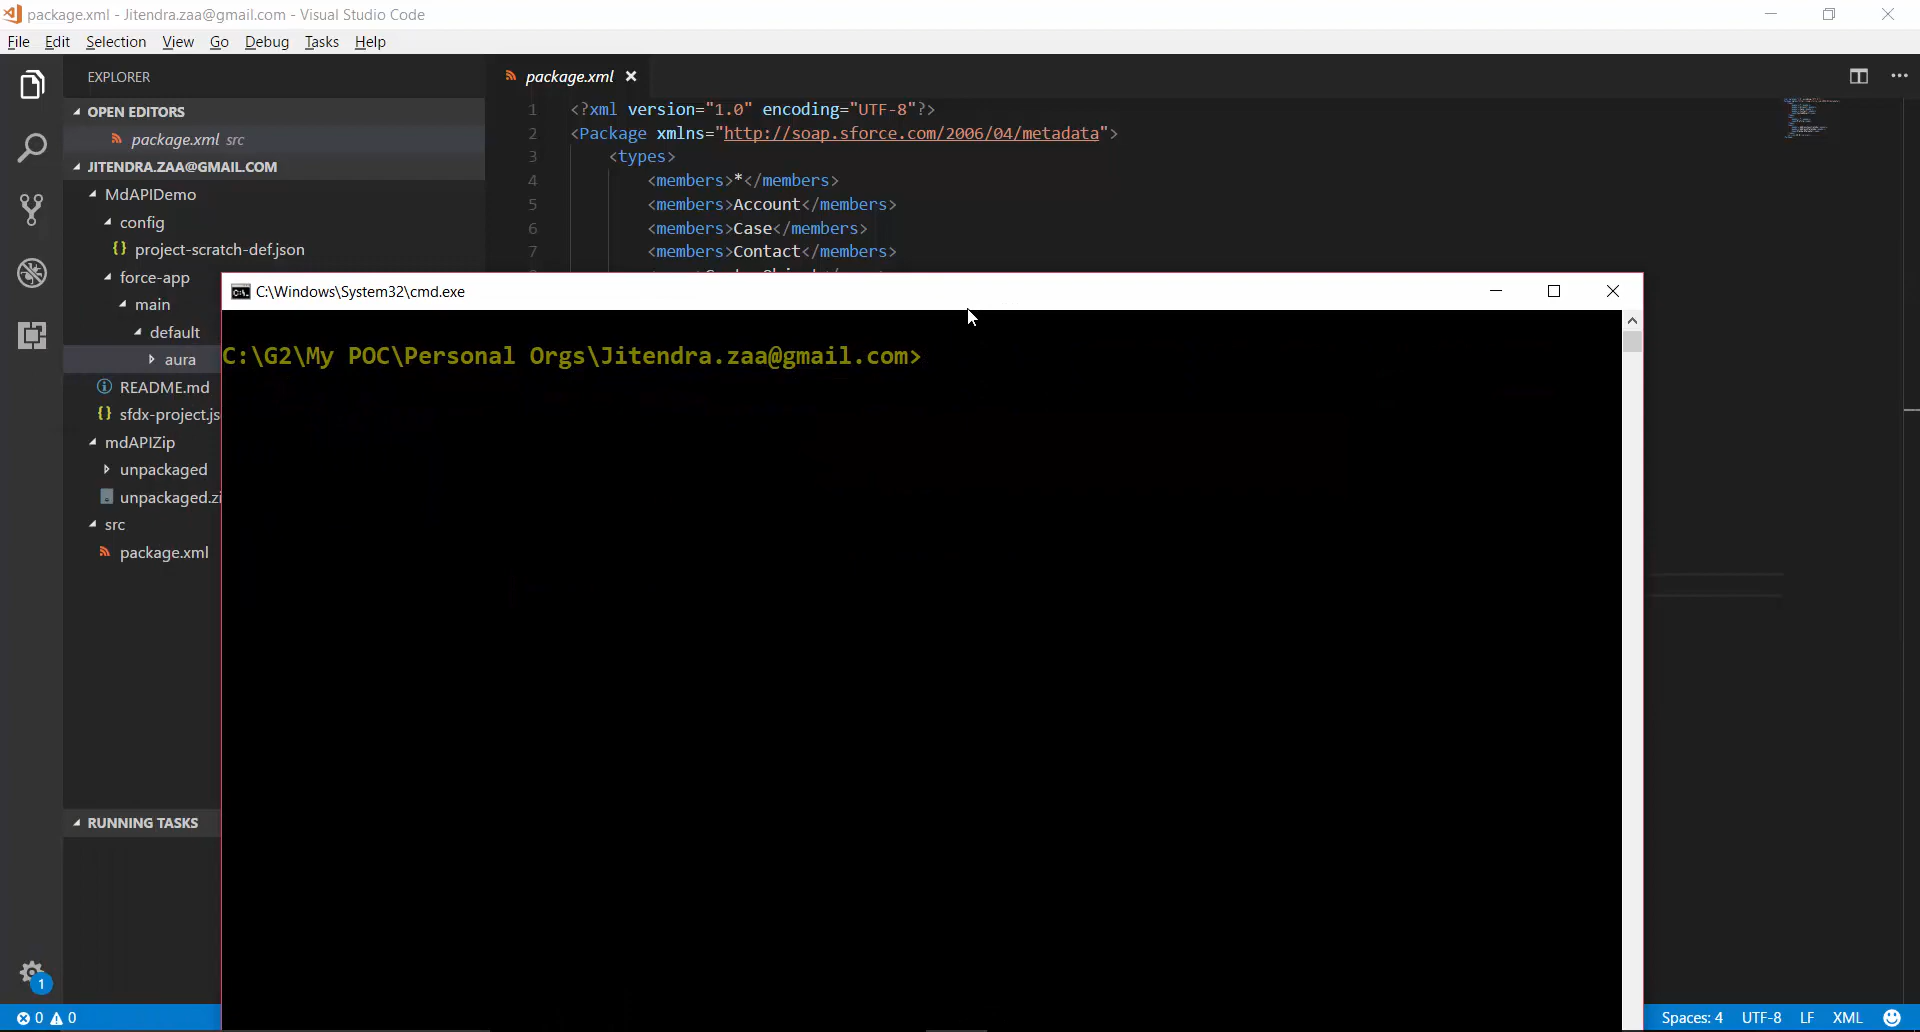 package.xml - Jitendra.zaa@gmail.com - Visual Studio Code
File Edit Selection View Go Debug Tasks Help
EXPLORER
package.xml
OPEN EDITORS
package.xml src
JITENDRA.ZAA@GMAIL.COM
MdAPIDemo
config
{} project-scratch-def.json
force-app
main
default
aura
README.md
{} sfdx-project.js
mdAPIZip
unpackaged
unpackaged.zi
src
package.xml
RUNNING TASKS
1 <?xml version="1.0" encoding="UTF-8"?>
2 <Package xmlns="http://soap.sforce.com/2006/04/metadata">
3 <types>
4 <members>*</members>
5 <members>Account</members>
6 <members>Case</members>
7 <members>Contact</members>
C:\Windows\System32\cmd.exe
C:\G2\My POC\Personal Orgs\Jitendra.zaa@gmail.com>
1
0 0
Spaces: 4 UTF-8 LF XML